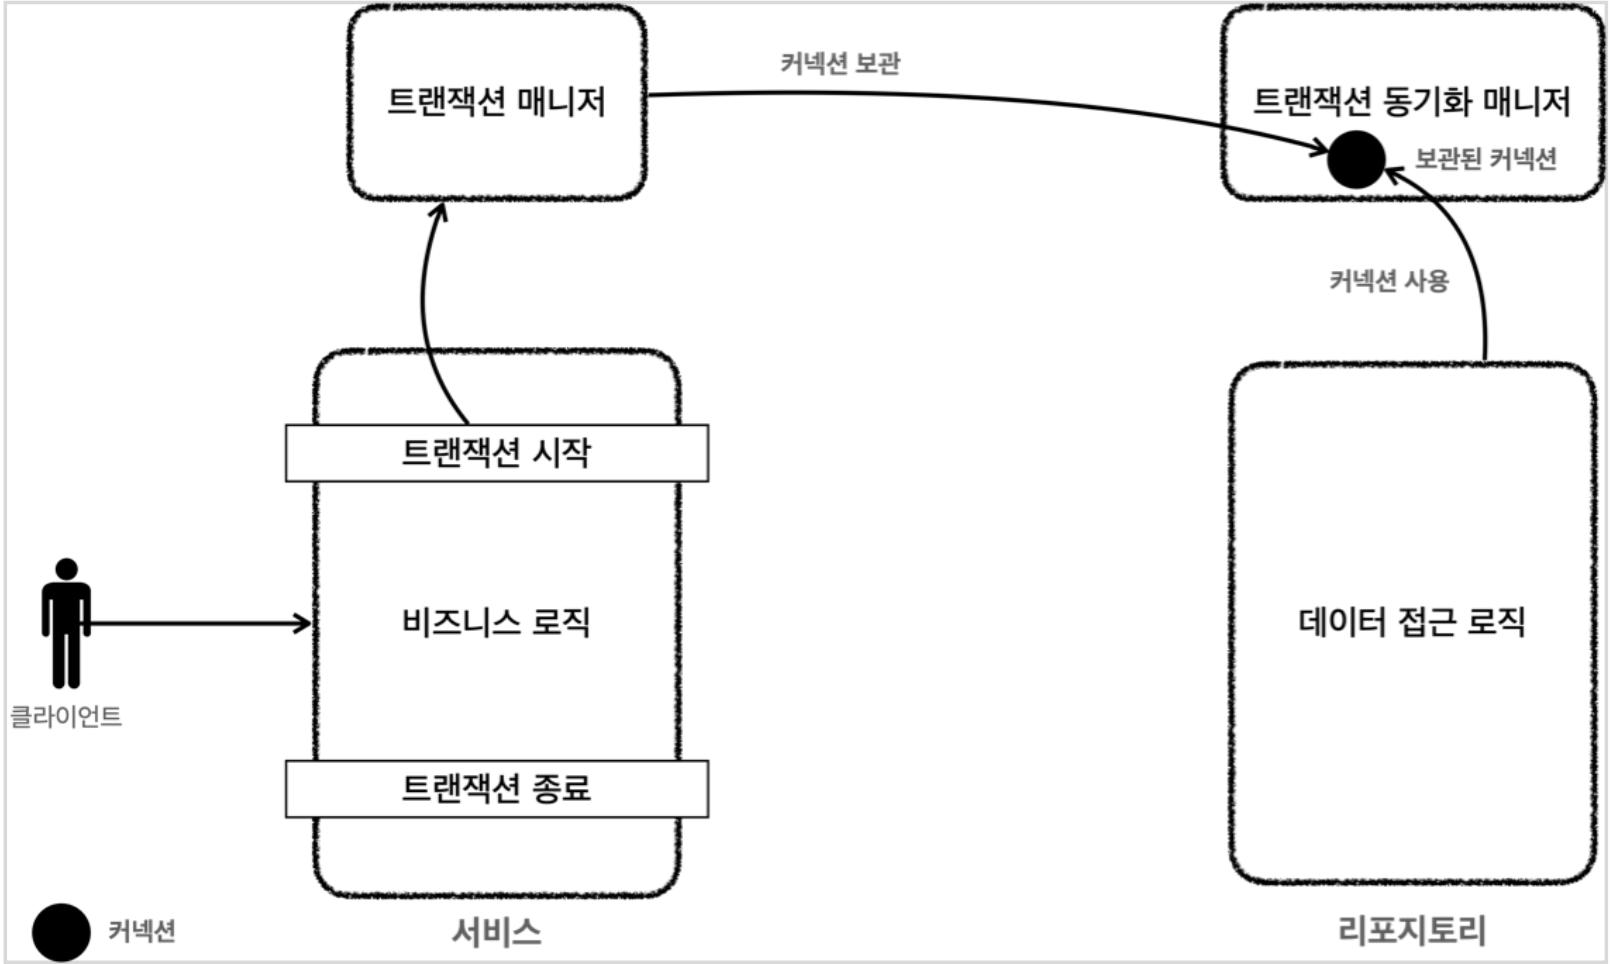 커넥션 보관
트랜잭션 매니저
트랜잭션 동기화 매니저
보관된 커넥션
커넥션 사용
트랜잭션 시작
비즈니스 로직
데이터 접근 로직
클라이언트
트랜잭션 종료
커넥션
서비스
리포지토리